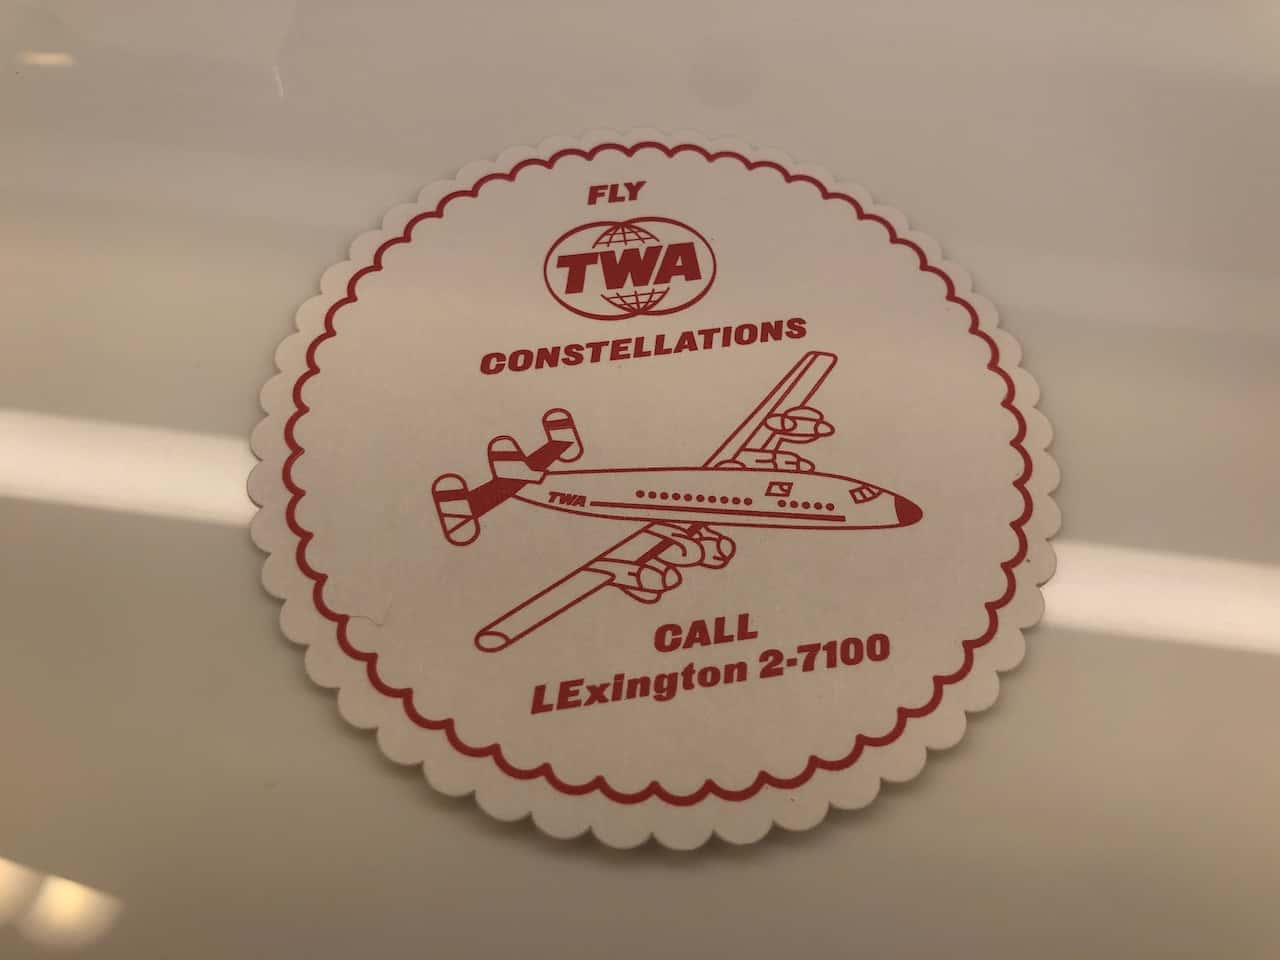 FLY
TWA
CONSTELLATIONS
TWA
CALL
LExington 2-7100